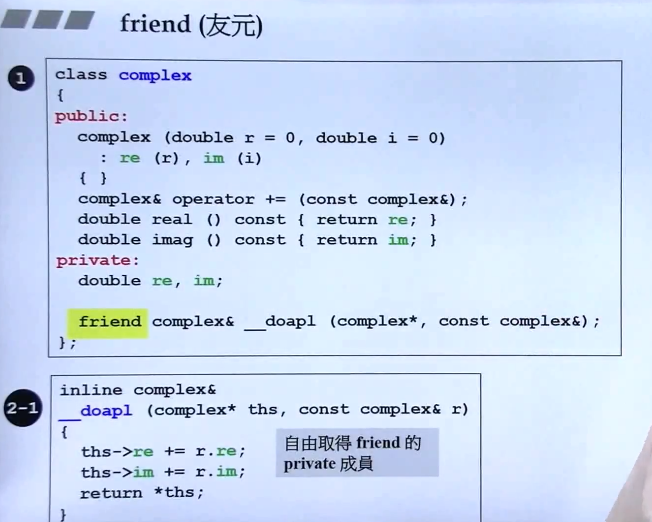 friend (友元)
1
class complex
{
public:
complex (double r = 0, double i = 0)
: re (r), im (i)
{ }
complex& operator += (const complex&);
double real () const { return re; }
double imag () const { return im; }
private:
double re, im;
friend complex& __doapl (complex*, const complex&);
};
2-1
inline complex&
__doapl (complex* ths, const complex& r)
{
ths->re += r.re;
ths->im += r.im;
return *ths;
}
自由取得 friend 的
private 成員